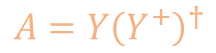 A = Y(Y⁺)†